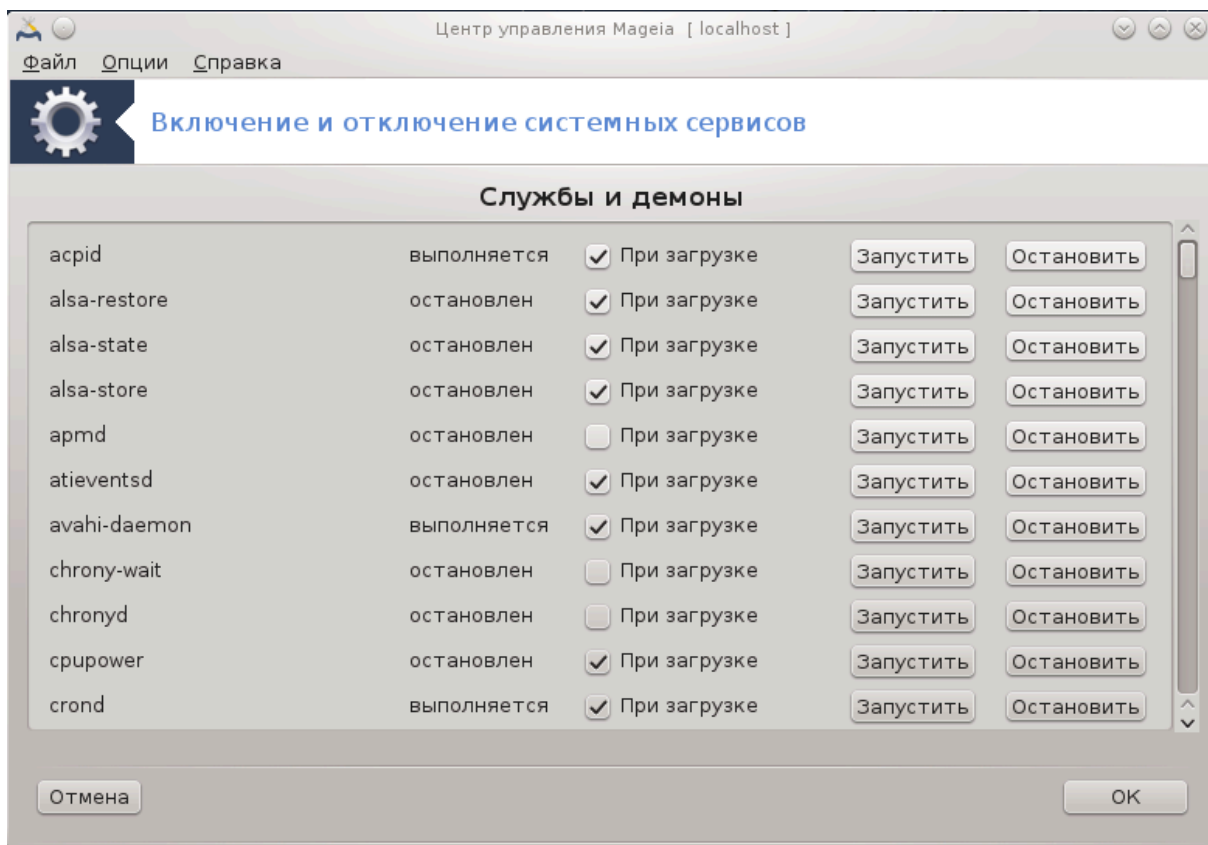 Центр управления Mageia [ localhost ]
Файл Опции Справка
Включение и отключение системных сервисов
Службы и демоны
acpid выполняется При загрузке Запустить Остановить
alsa-restore остановлен При загрузке Запустить Остановить
alsa-state остановлен При загрузке Запустить Остановить
alsa-store остановлен При загрузке Запустить Остановить
apmd остановлен При загрузке Запустить Остановить
atieventsd остановлен При загрузке Запустить Остановить
avahi-daemon выполняется При загрузке Запустить Остановить
chrony-wait остановлен При загрузке Запустить Остановить
chronyd остановлен При загрузке Запустить Остановить
cpupower остановлен При загрузке Запустить Остановить
crond выполняется При загрузке Запустить Остановить
Отмена OK